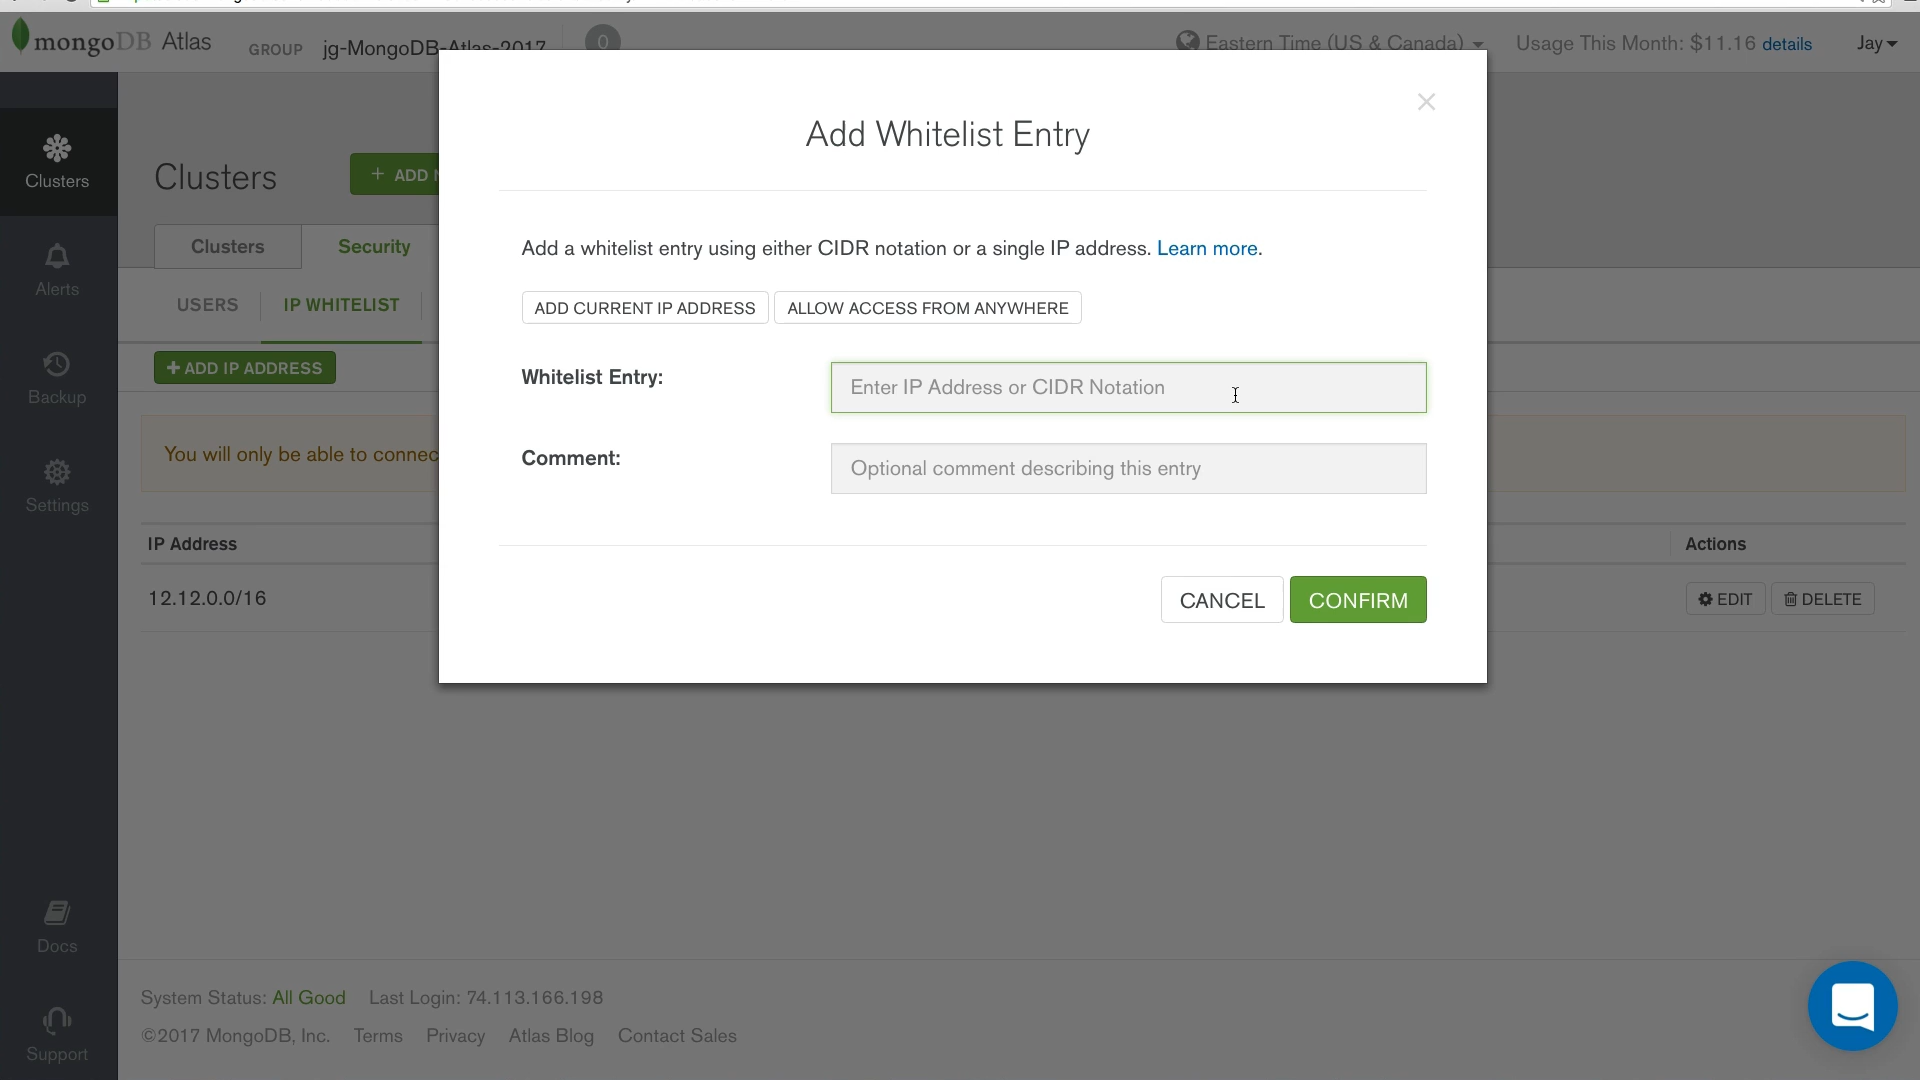 mongoDB Atlas GROUP jg-MongoDB-Atlas-2017 0 Eastern Time (US & Canada) Usage This Month: $11.16 details Jay
Add Whitelist Entry
Clusters
Clusters + ADD
Clusters Security
Add a whitelist entry using either CIDR notation or a single IP address. Learn more.
Alerts
USERS IP WHITELIST
ADD CURRENT IP ADDRESS ALLOW ACCESS FROM ANYWHERE
+ ADD IP ADDRESS
Whitelist Entry: Enter IP Address or CIDR Notation
Backup
You will only be able to connec
Comment: Optional comment describing this entry
Settings
IP Address Actions
12.12.0.0/16 EDIT DELETE
CANCEL CONFIRM
Docs
System Status: All Good Last Login: 74.113.166.198
©2017 MongoDB, Inc. Terms Privacy Atlas Blog Contact Sales
Support